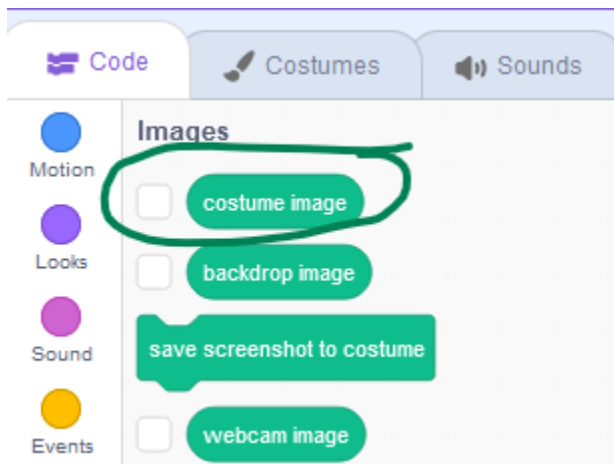 Code
Costumes
Sounds
Images
Motion
costume image
Looks
backdrop image
Sound
save screenshot to costume
Events
webcam image